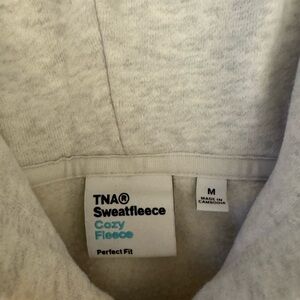 TNA®
Sweatfleece
Cozy
Fleece
Perfect Fit
M
MADE IN
CAMBODIA